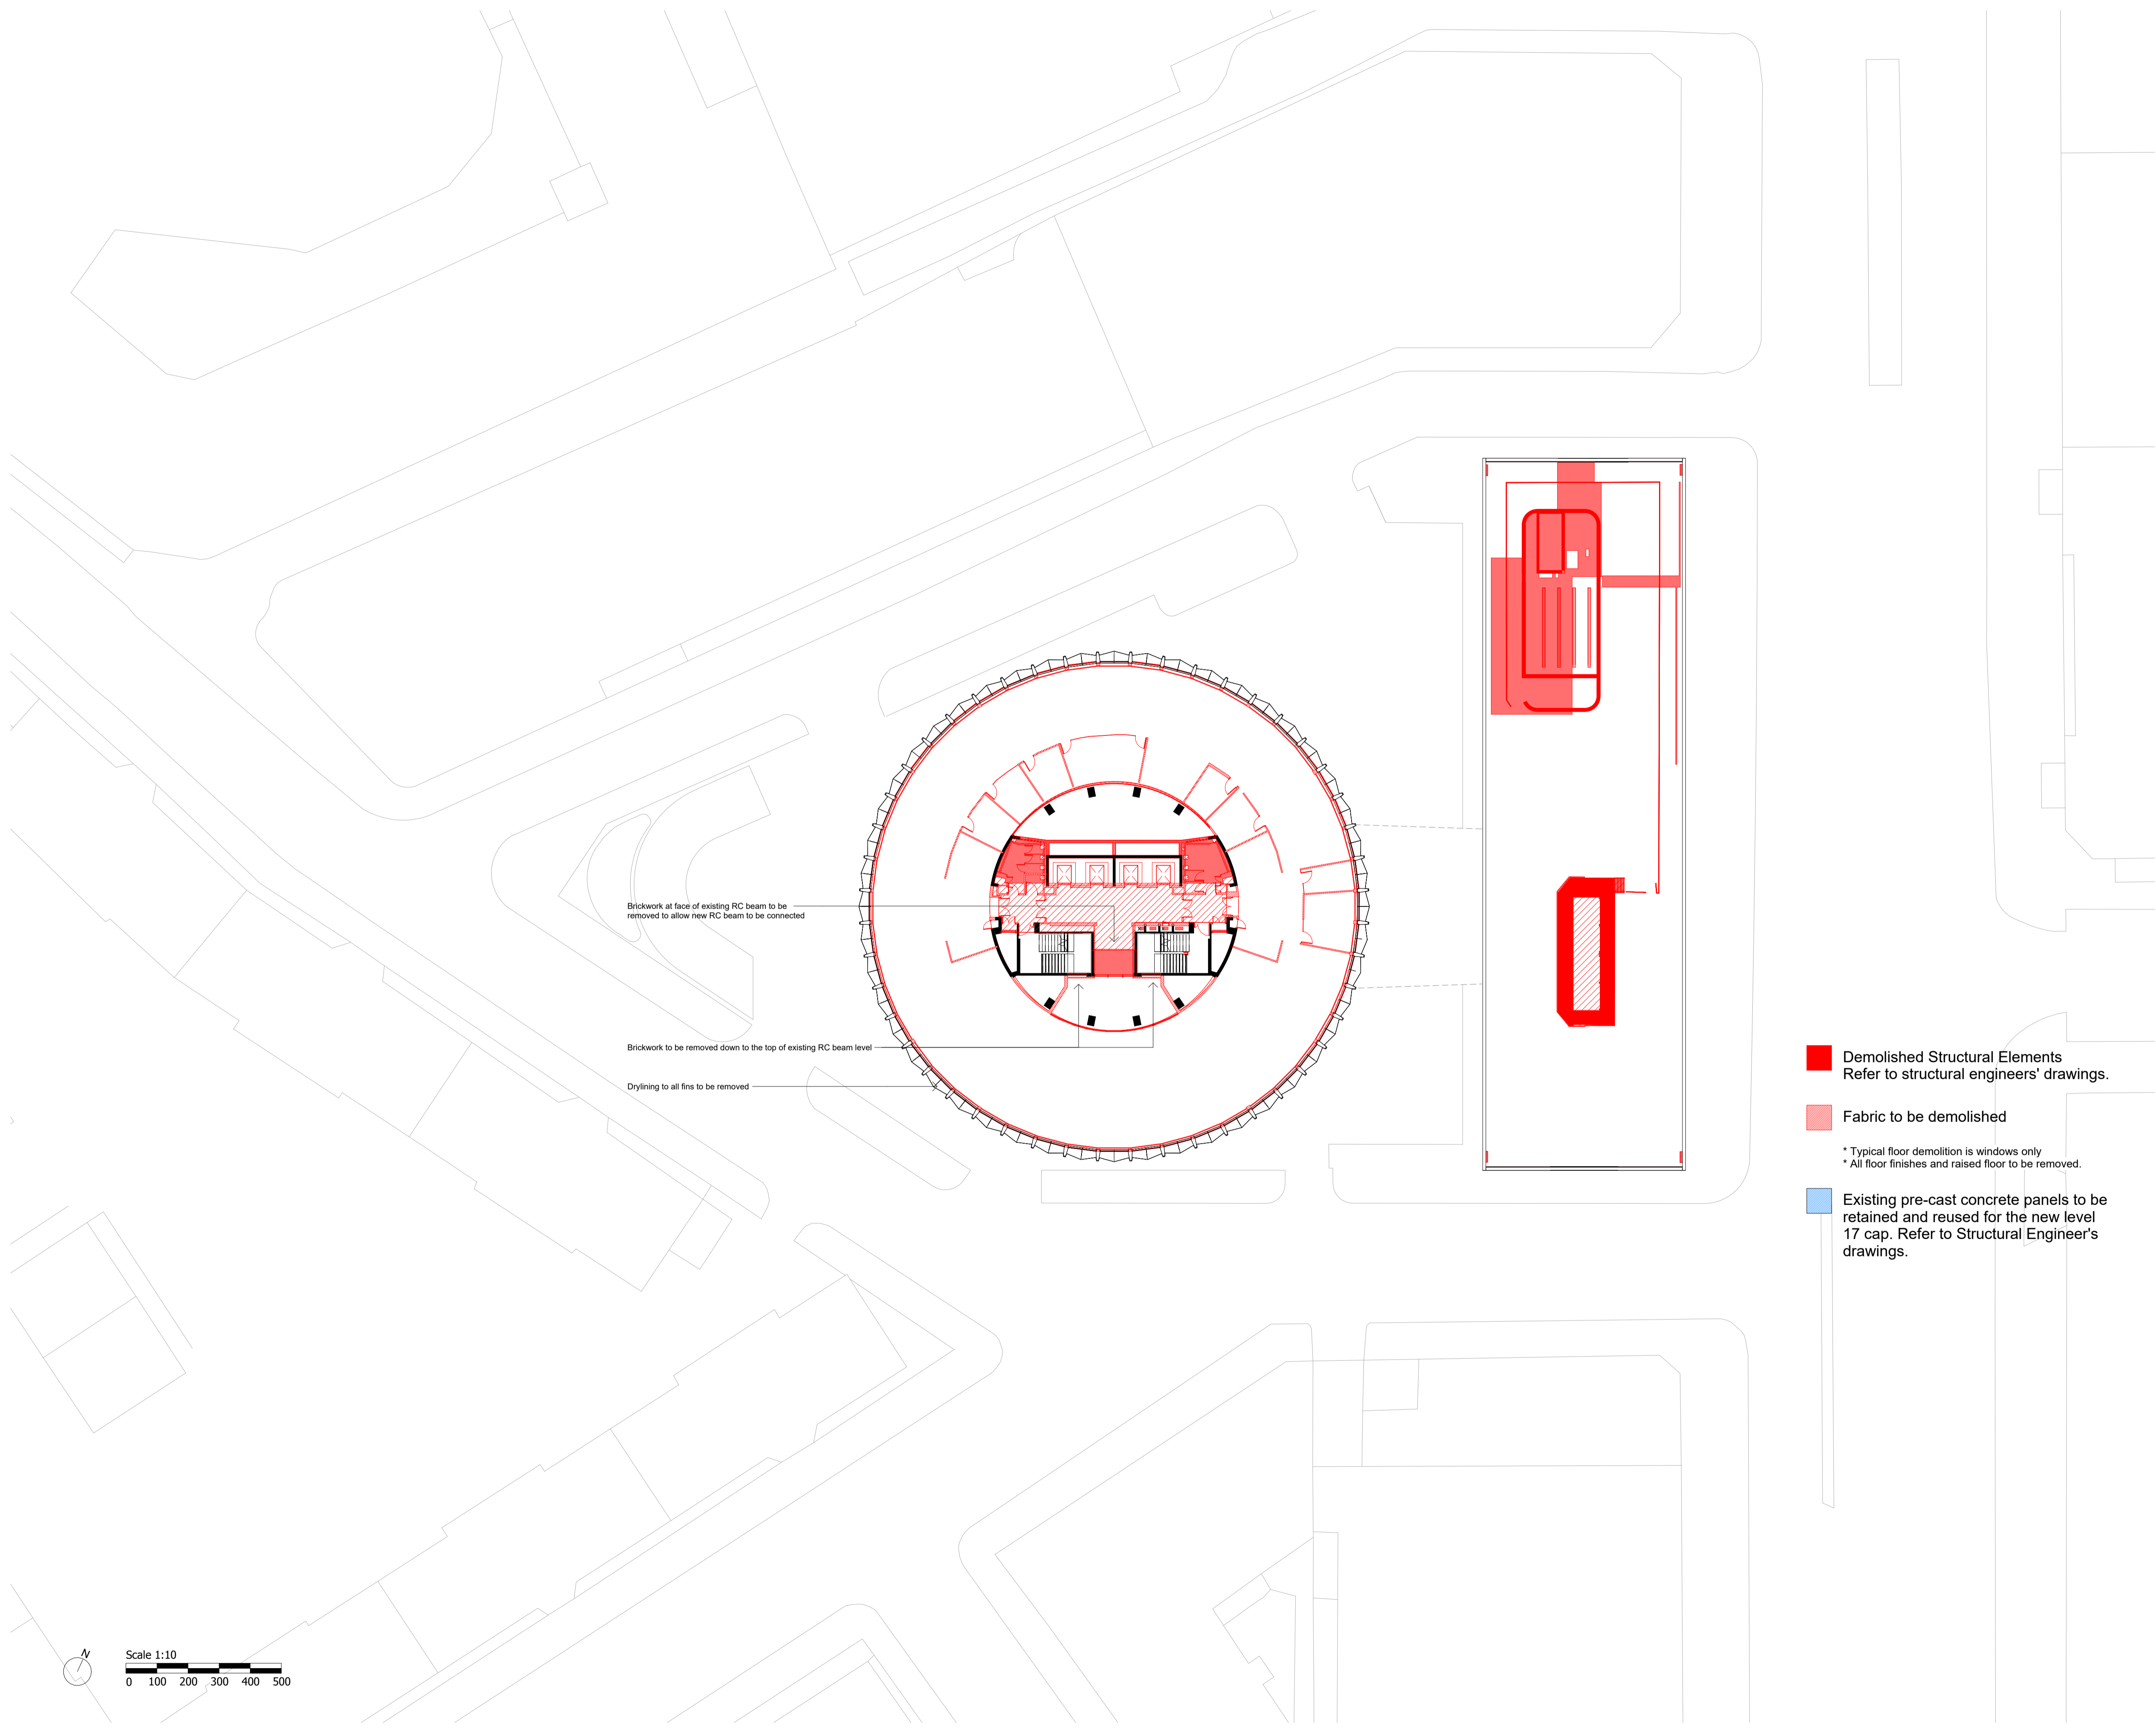 Brickwork at face of existing RC beam to be
removed to allow new RC beam to be connected
Brickwork to be removed down to the top of existing RC beam level
Drylining to all fins to be removed
Demolished Structural Elements
Refer to structural engineers' drawings.
Fabric to be demolished
* Typical floor demolition is windows only
* All floor finishes and raised floor to be removed.
Existing pre-cast concrete panels to be
retained and reused for the new level
17 cap. Refer to Structural Engineer's
drawings.
N
Scale 1:10
0 100 200 300 400 500